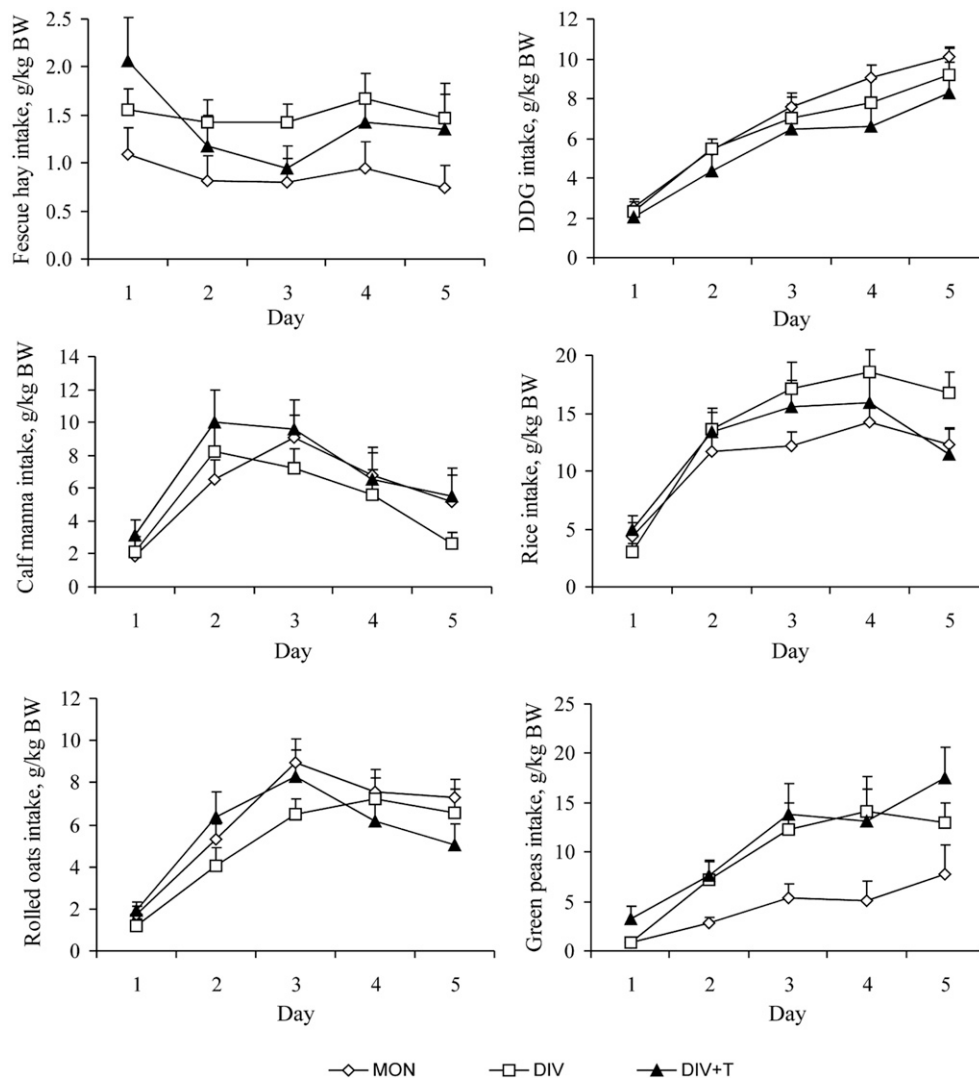 Fescue hay intake, g/kg BW
2.5
2.0
1.5
1.0
0.5
0.0
1 2 3 4 5
Day
DDG intake, g/kg BW
12
10
8
6
4
2
0
1 2 3 4 5
Day
Calf manna intake, g/kg BW
14
12
10
8
6
4
2
0
1 2 3 4 5
Day
Rice intake, g/kg BW
20
15
10
5
0
1 2 3 4 5
Day
Rolled oats intake, g/kg BW
12
10
8
6
4
2
0
1 2 3 4 5
Day
Green peas intake, g/kg BW
25
20
15
10
5
0
1 2 3 4 5
Day
MON DIV DIV+T